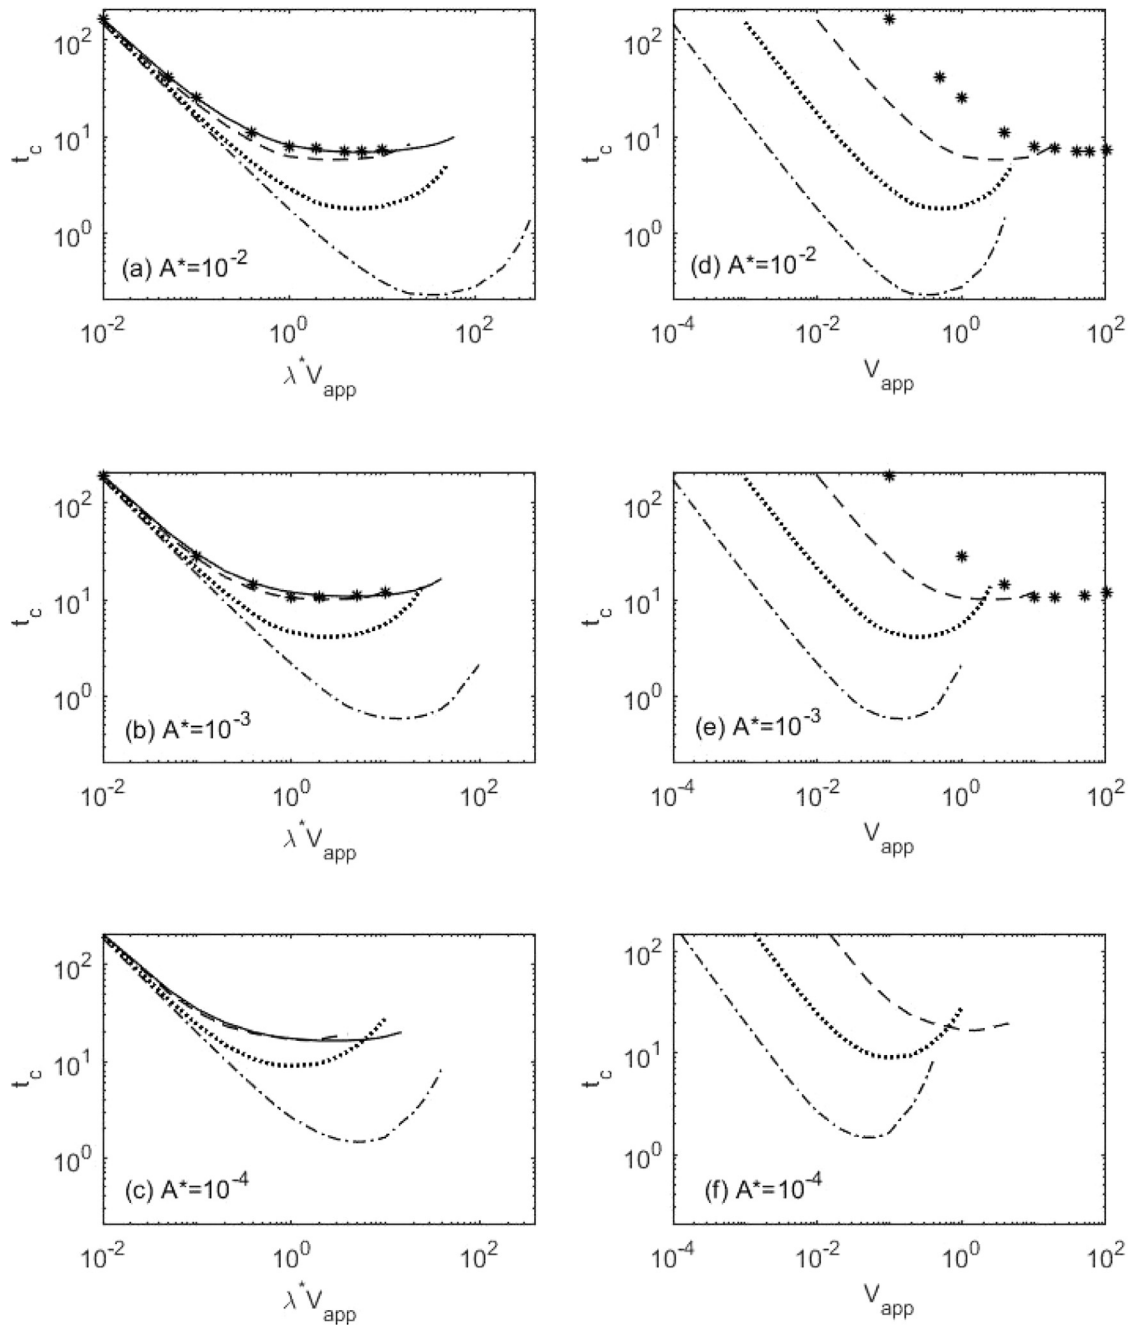 10^2
10^1
10^0
t_c
(a) A*=10^-2
10^-2
10^0
10^2
λ^*V_app
10^2
10^1
10^0
t_c
(d) A*=10^-2
10^-4
10^-2
10^0
10^2
V_app
10^2
10^1
10^0
t_c
(b) A*=10^-3
10^-2
10^0
10^2
λ^*V_app
10^2
10^1
10^0
t_c
(e) A*=10^-3
10^-4
10^-2
10^0
10^2
V_app
10^2
10^1
10^0
t_c
(c) A*=10^-4
10^-2
10^0
10^2
λ^*V_app
10^2
10^1
10^0
t_c
(f) A*=10^-4
10^-4
10^-2
10^0
10^2
V_app